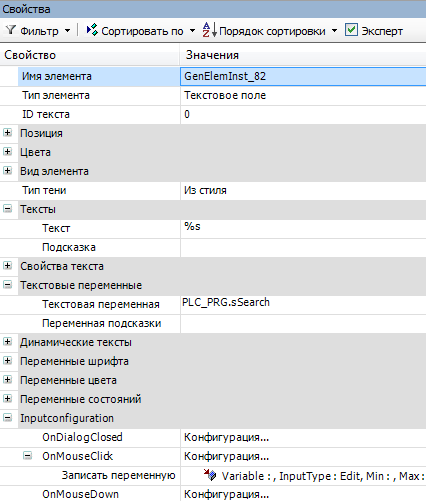 Свойства
Фильтр Сортировать по Порядок сортировки Эксперт
Свойство Значения
Имя элемента GenElemInst_82
Тип элемента Текстовое поле
ID текста 0
Позиция
Цвета
Вид элемента
Тип тени Из стиля
Тексты
Текст %s
Подсказка
Свойства текста
Текстовые переменные
Текстовая переменная PLC_PRG.sSearch
Переменная подсказки
Динамические тексты
Переменные шрифта
Переменные цвета
Переменные состояний
Inputconfiguration
OnDialogClosed Конфигурация...
OnMouseClick Конфигурация...
Записать переменную Variable : , InputType : Edit, Min : , Max :
OnMouseDown Конфигурация...